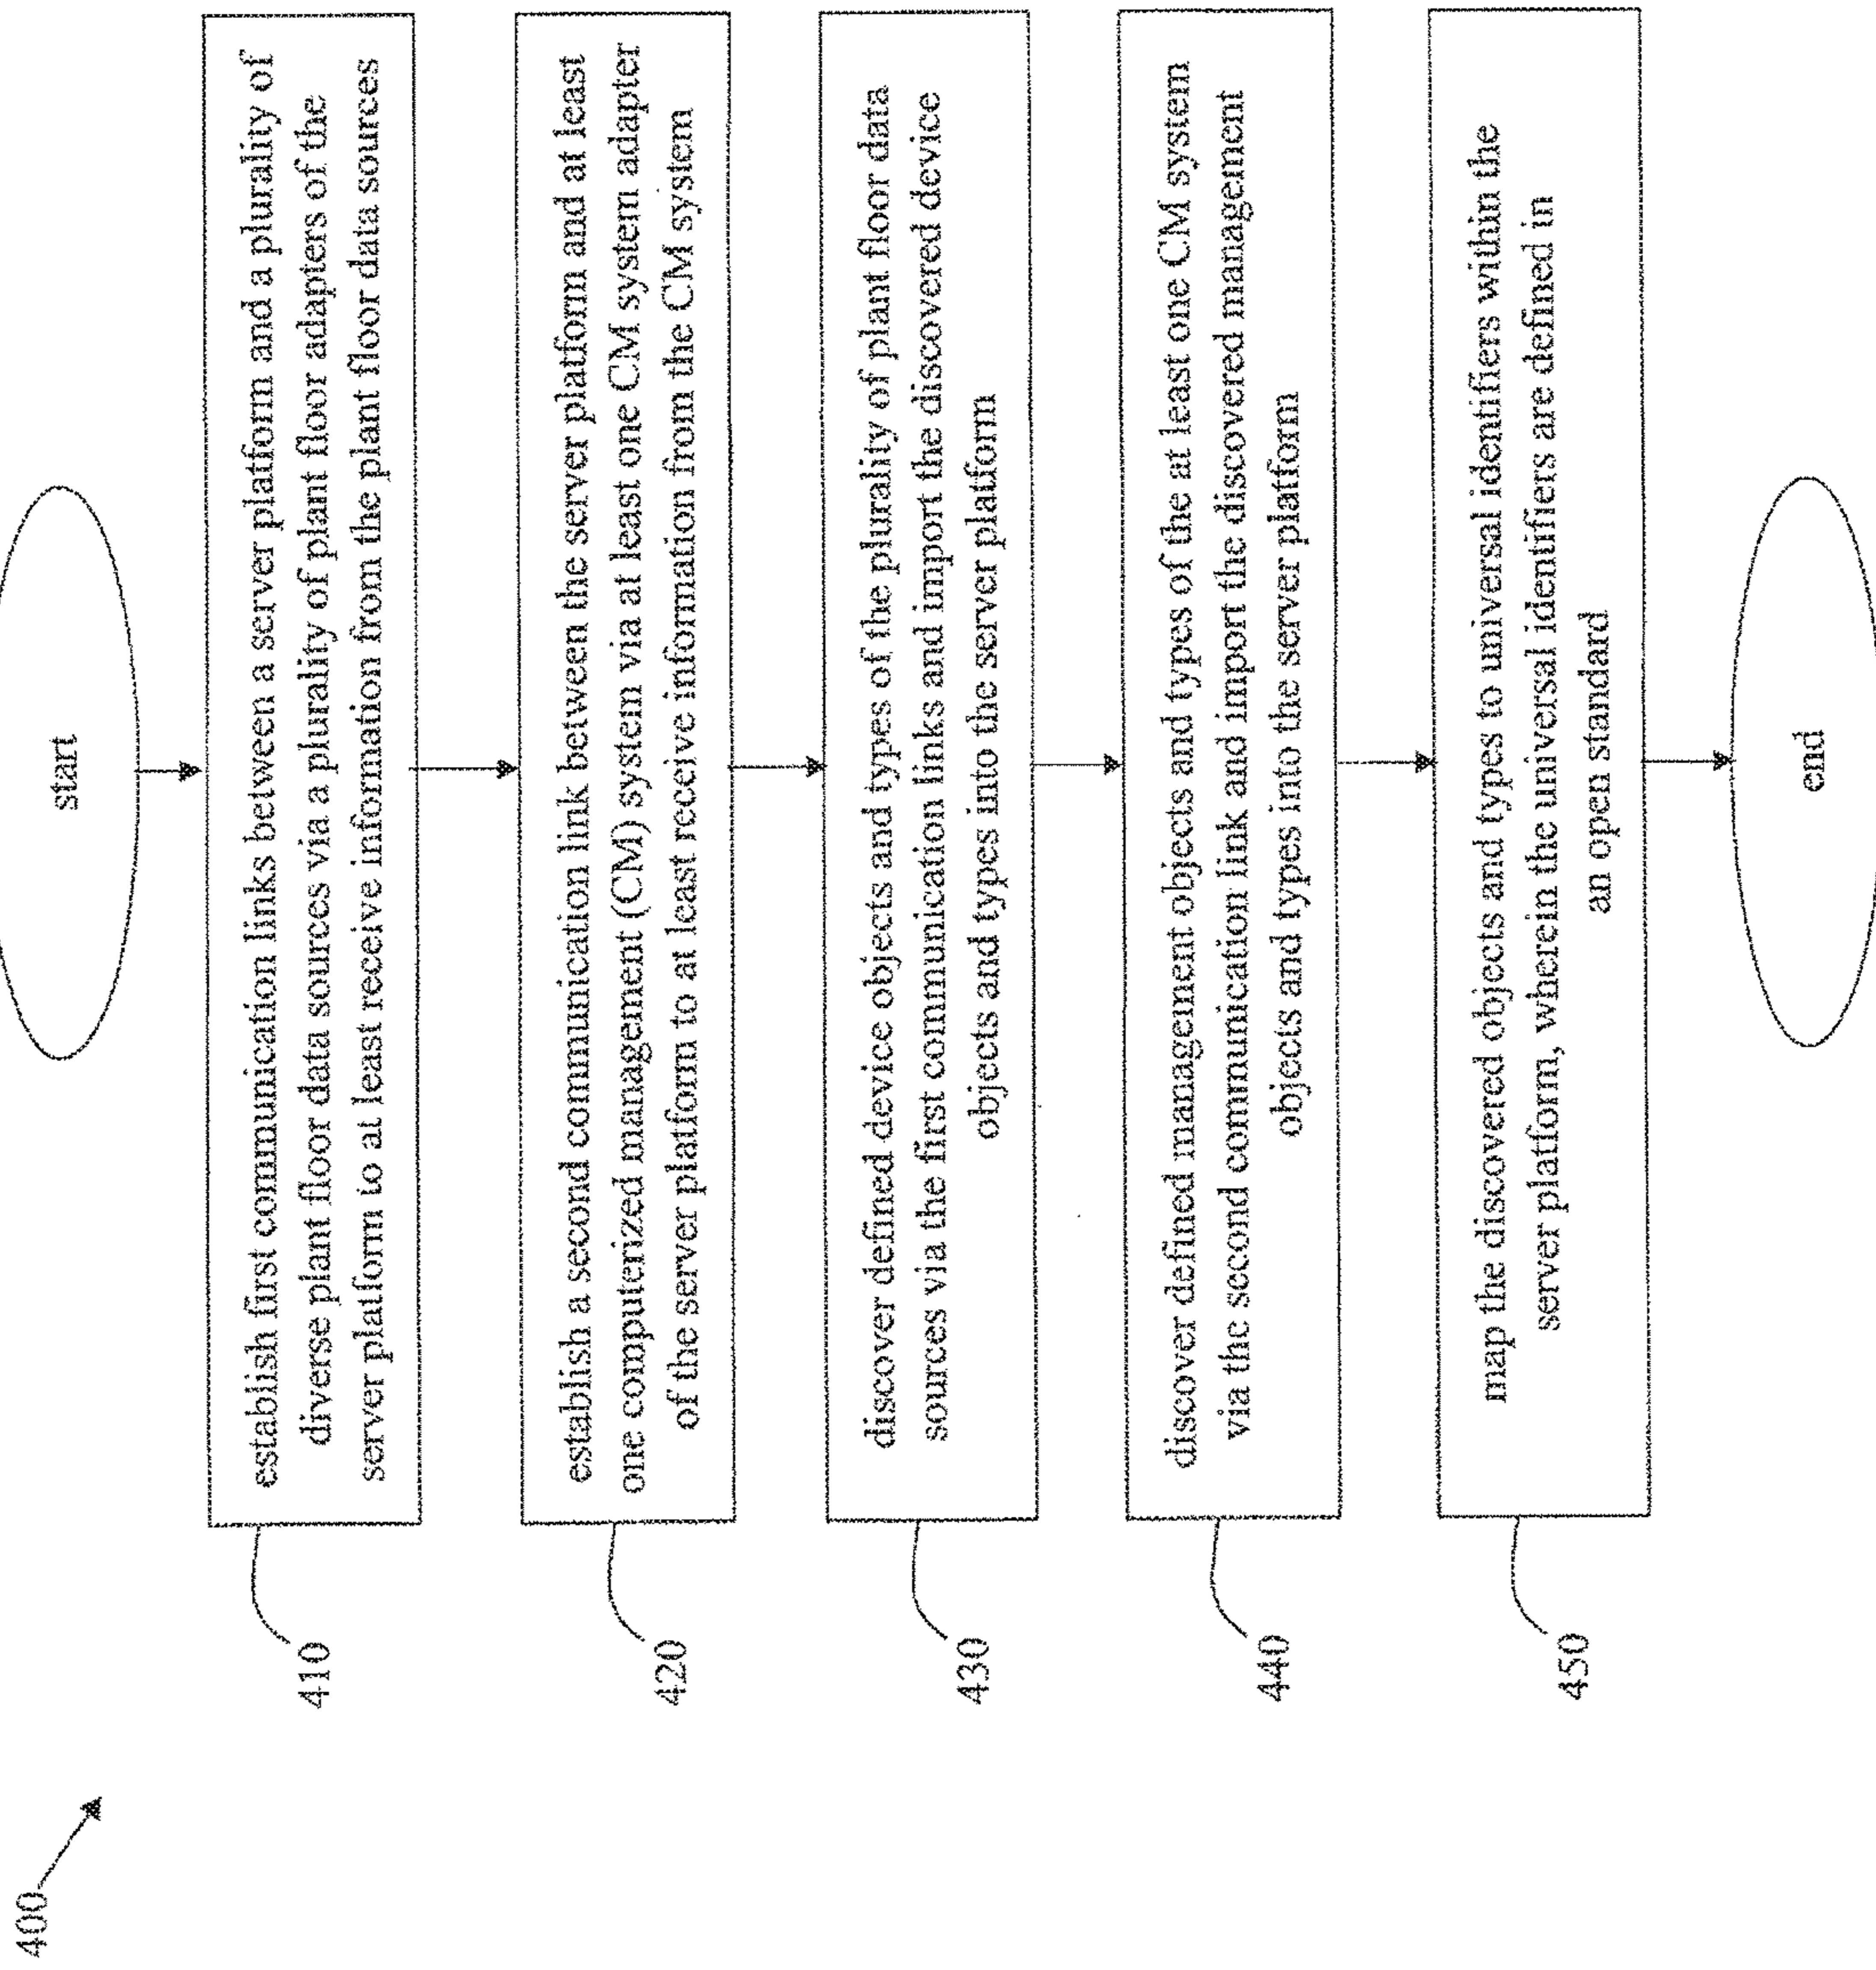 400
start
410
establish first communication links between a server platform and a plurality of
diverse plant floor data sources via a plurality of plant floor adapters of the
server platform to at least receive information from the plant floor data sources
420
establish a second communication link between the server platform and at least
one computerized management (CM) system via at least one CM system adapter
of the server platform to at least receive information from the CM system
430
discover defined device objects and types of the plurality of plant floor data
sources via the first communication links and import the discovered device
objects and types into the server platform
440
discover defined management objects and types of the at least one CM system
via the second communication link and import the discovered management
objects and types into the server platform
450
map the discovered objects and types to universal identifiers within the
server platform, wherein the universal identifiers are defined in
an open standard
end